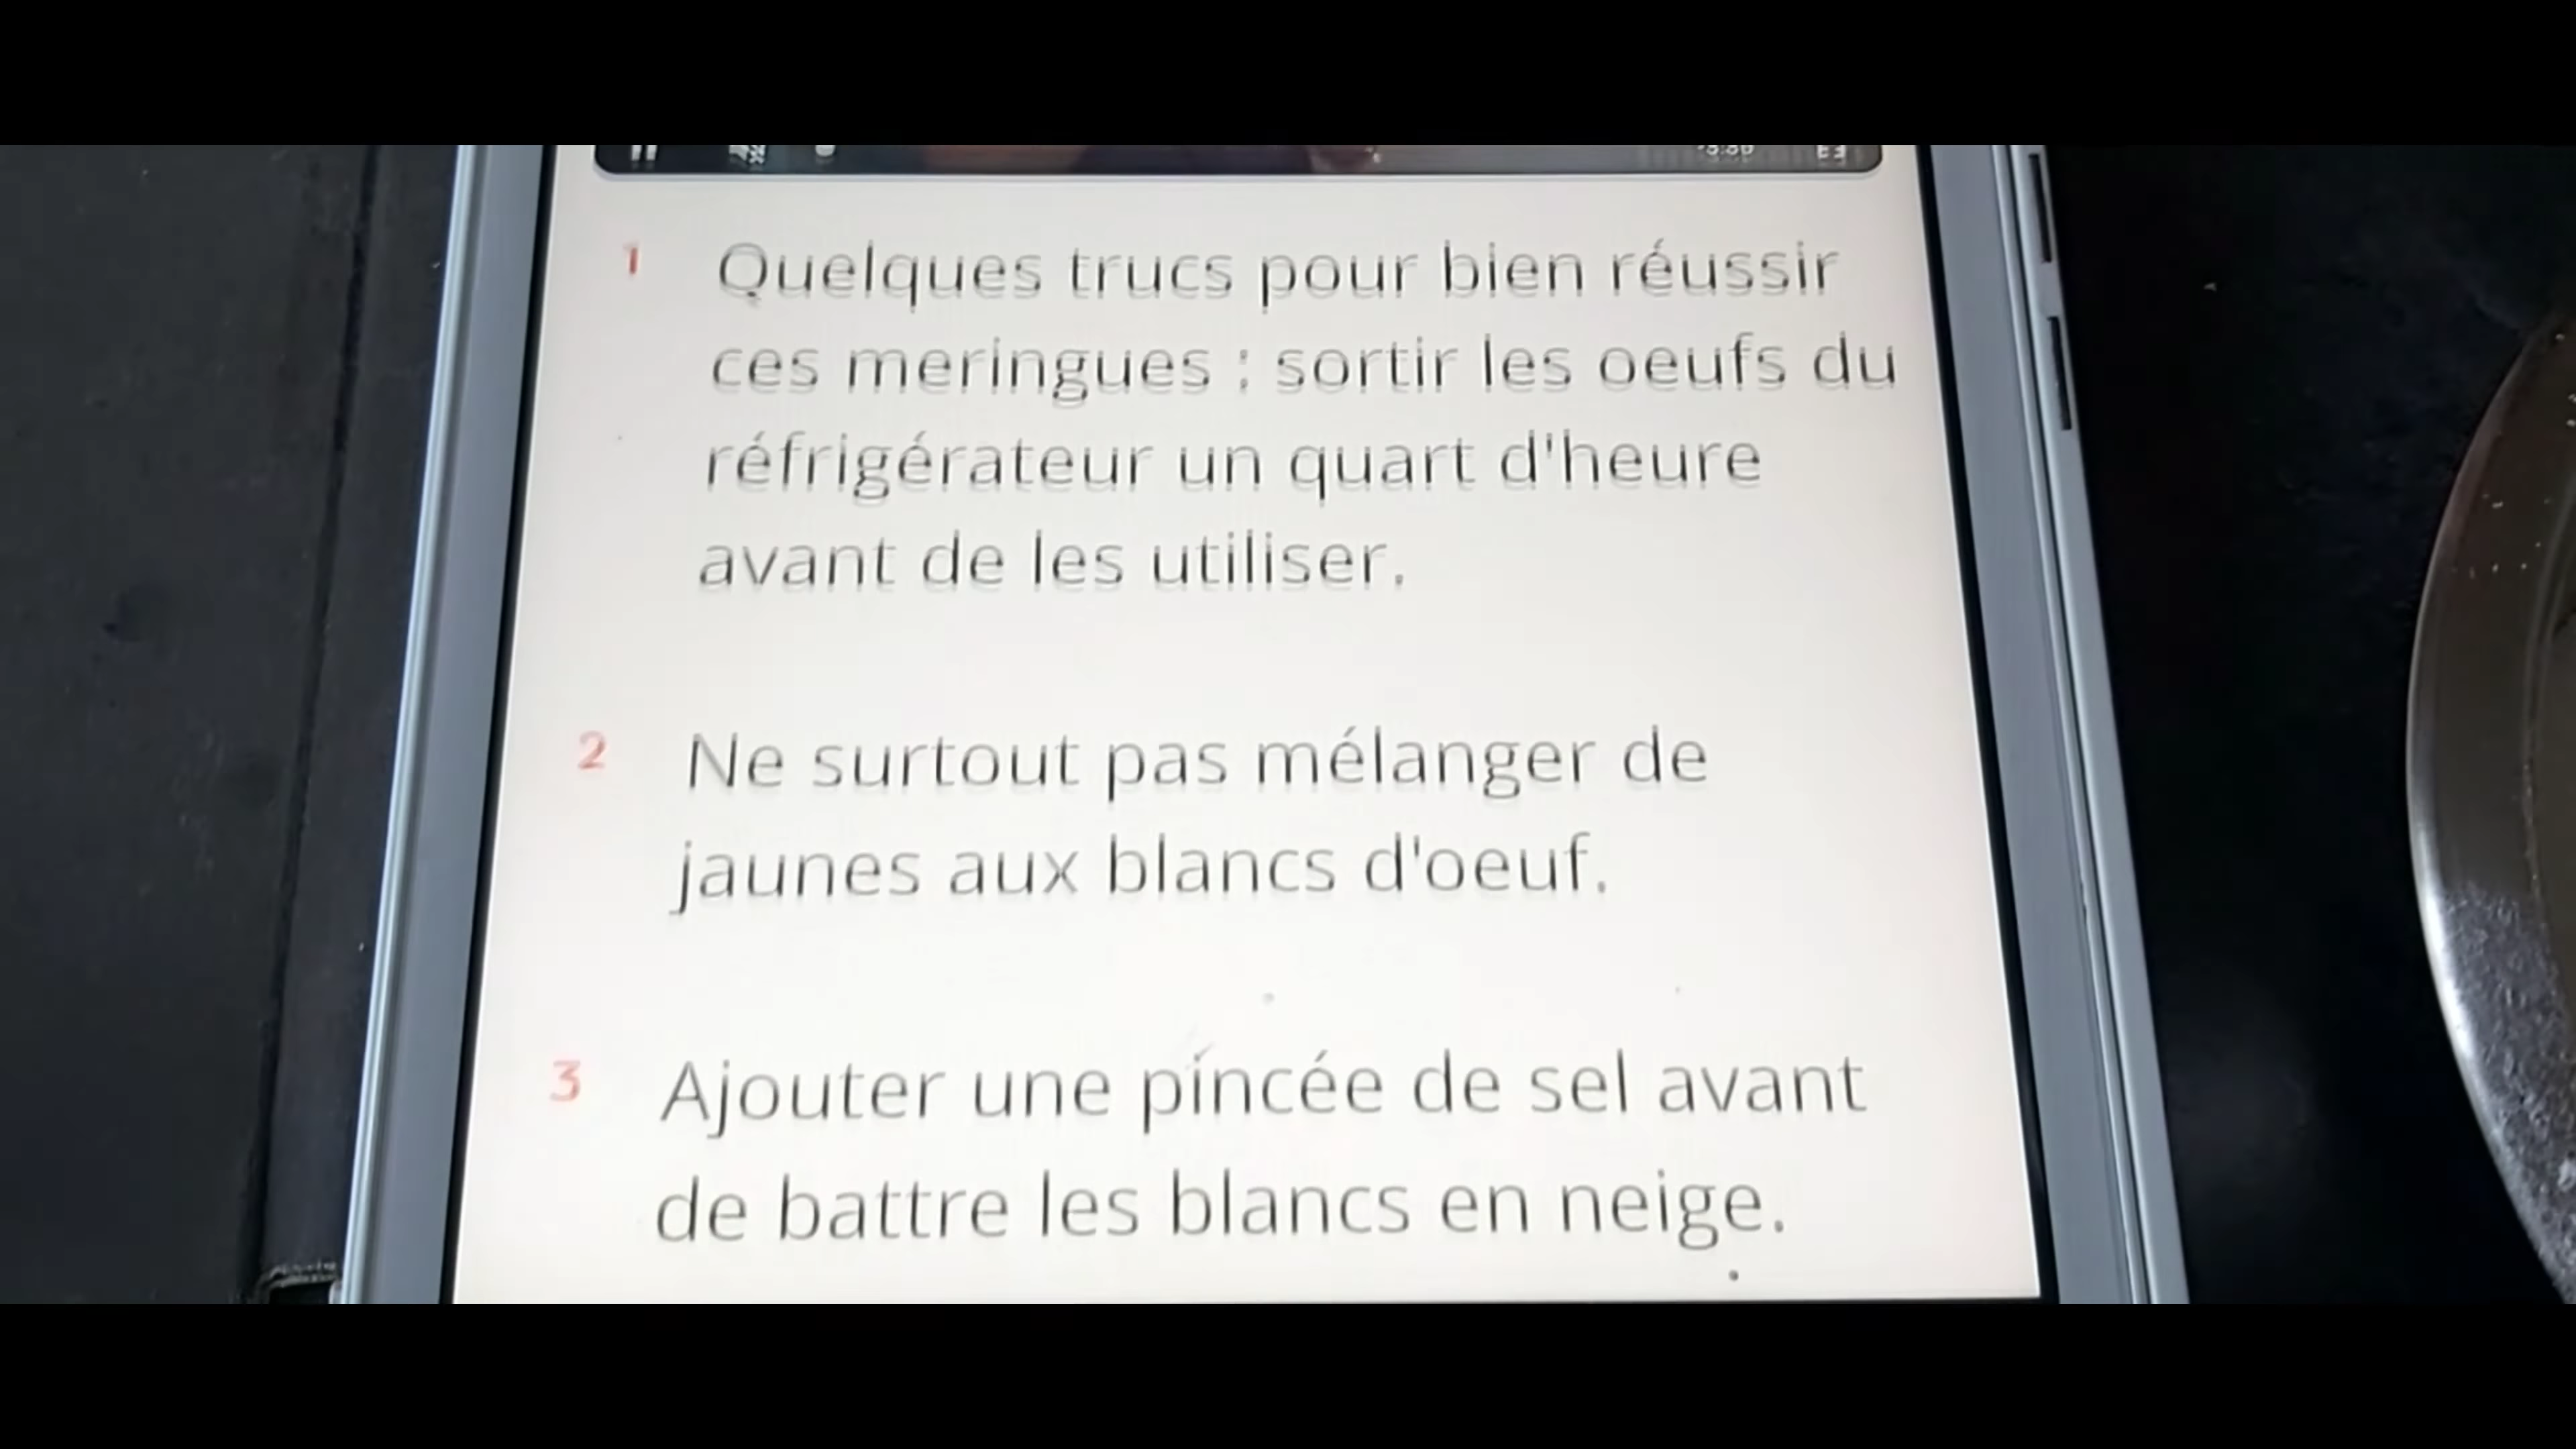 1 Quelques trucs pour bien réussir
ces meringues : sortir les oeufs du
réfrigérateur un quart d'heure
avant de les utiliser.
2 Ne surtout pas mélanger de
jaunes aux blancs d'oeuf.
3 Ajouter une pincée de sel avant
de battre les blancs en neige.